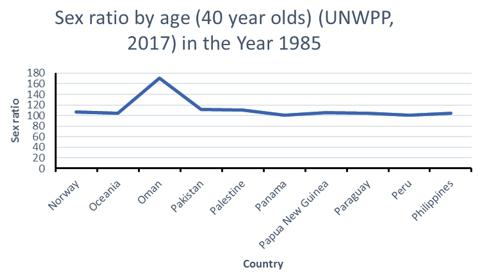 Sex ratio by age (40 year olds) (UNWPP,
2017) in the Year 1985
180
160
140
120
100
80
60
40
20
0
Sex ratio
Norway
Oceania
Oman
Pakistan
Palestine
Panama
Papua New Guinea
Paraguay
Peru
Philippines
Country